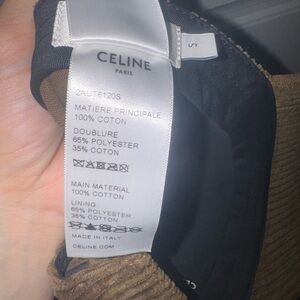 CELINE
PARIS
2AUT6120S
MATIÈRE PRINCIPALE
100% COTON
DOUBLURE
65% POLYESTER
35% COTON
MAIN MATERIAL
100% COTTON
LINING
65% POLYESTER
35% COTTON
MADE IN ITALY
CELINE.COM